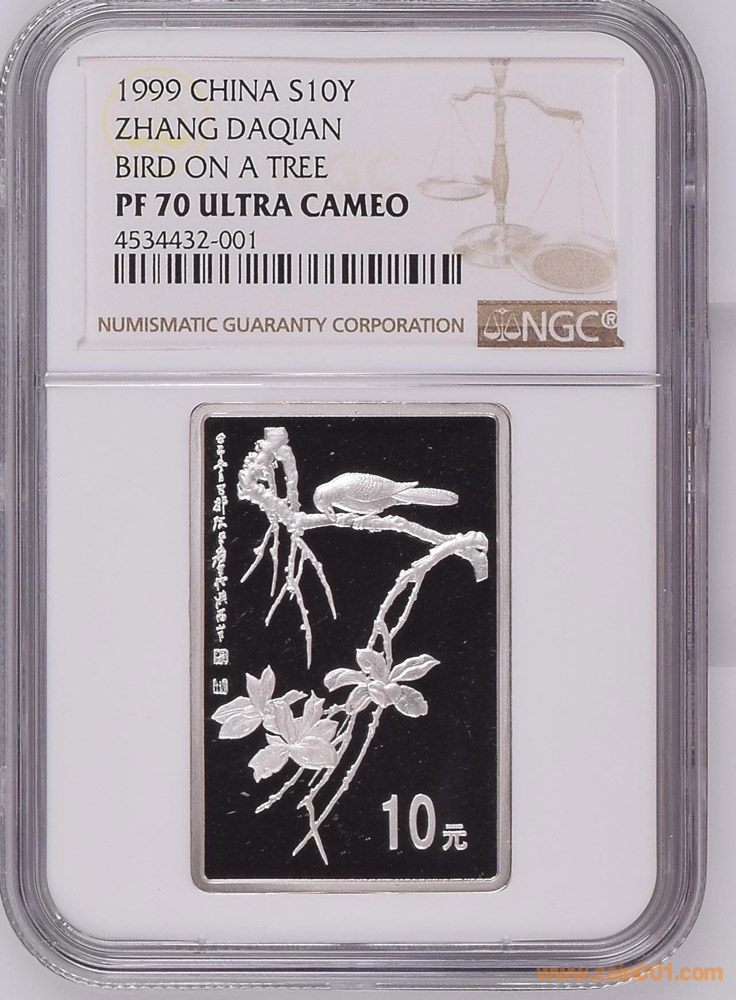 1999 CHINA S10Y
ZHANG DAQIAN
BIRD ON A TREE
PF 70 ULTRA CAMEO
4534432-001
NUMISMATIC GUARANTY CORPORATION
NGC®
10元
www.coin001.com